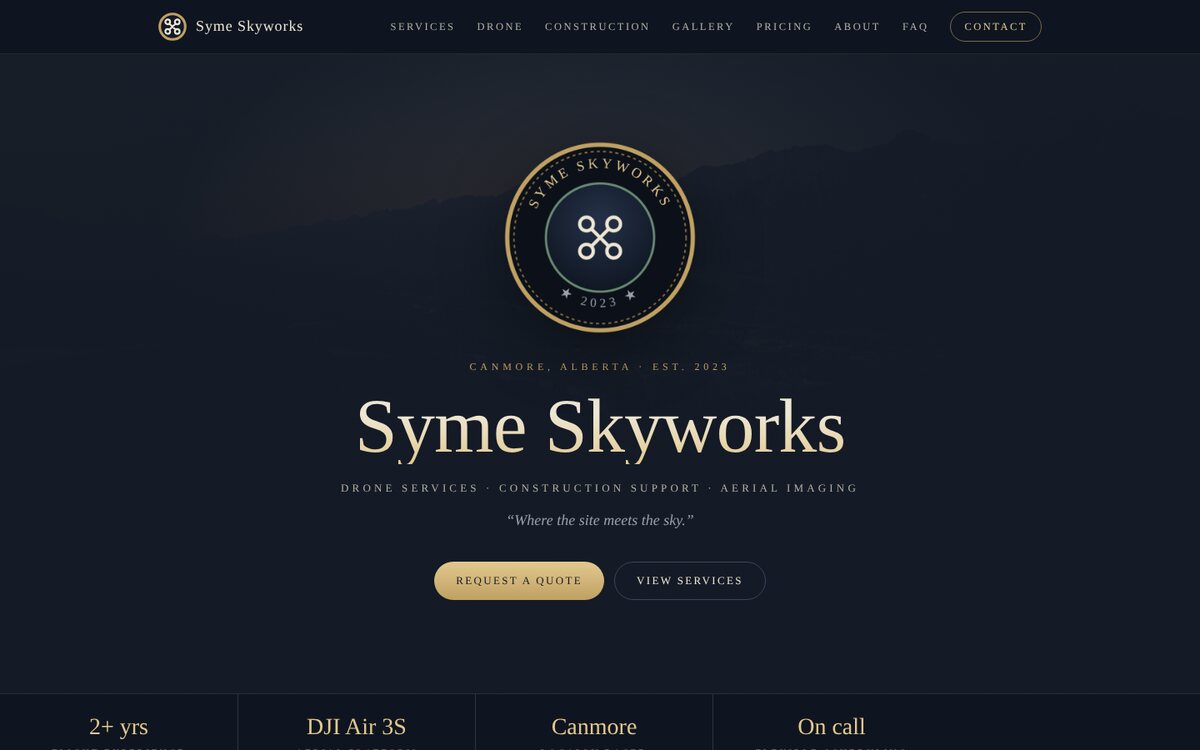 Syme Skyworks
SERVICES DRONE CONSTRUCTION GALLERY PRICING ABOUT FAQ CONTACT
SYME SKYWORKS
★ 2023 ★
CANMORE, ALBERTA · EST. 2023
Syme Skyworks
DRONE SERVICES · CONSTRUCTION SUPPORT · AERIAL IMAGING
“Where the site meets the sky.”
REQUEST A QUOTE VIEW SERVICES
2+ yrs DJI Air 3S Canmore On call